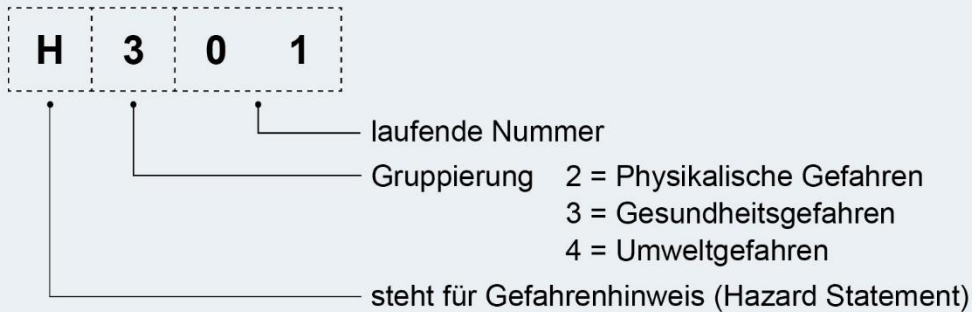 H 3 0 1
laufende Nummer
Gruppierung 2 = Physikalische Gefahren
3 = Gesundheitsgefahren
4 = Umweltgefahren
steht für Gefahrenhinweis (Hazard Statement)